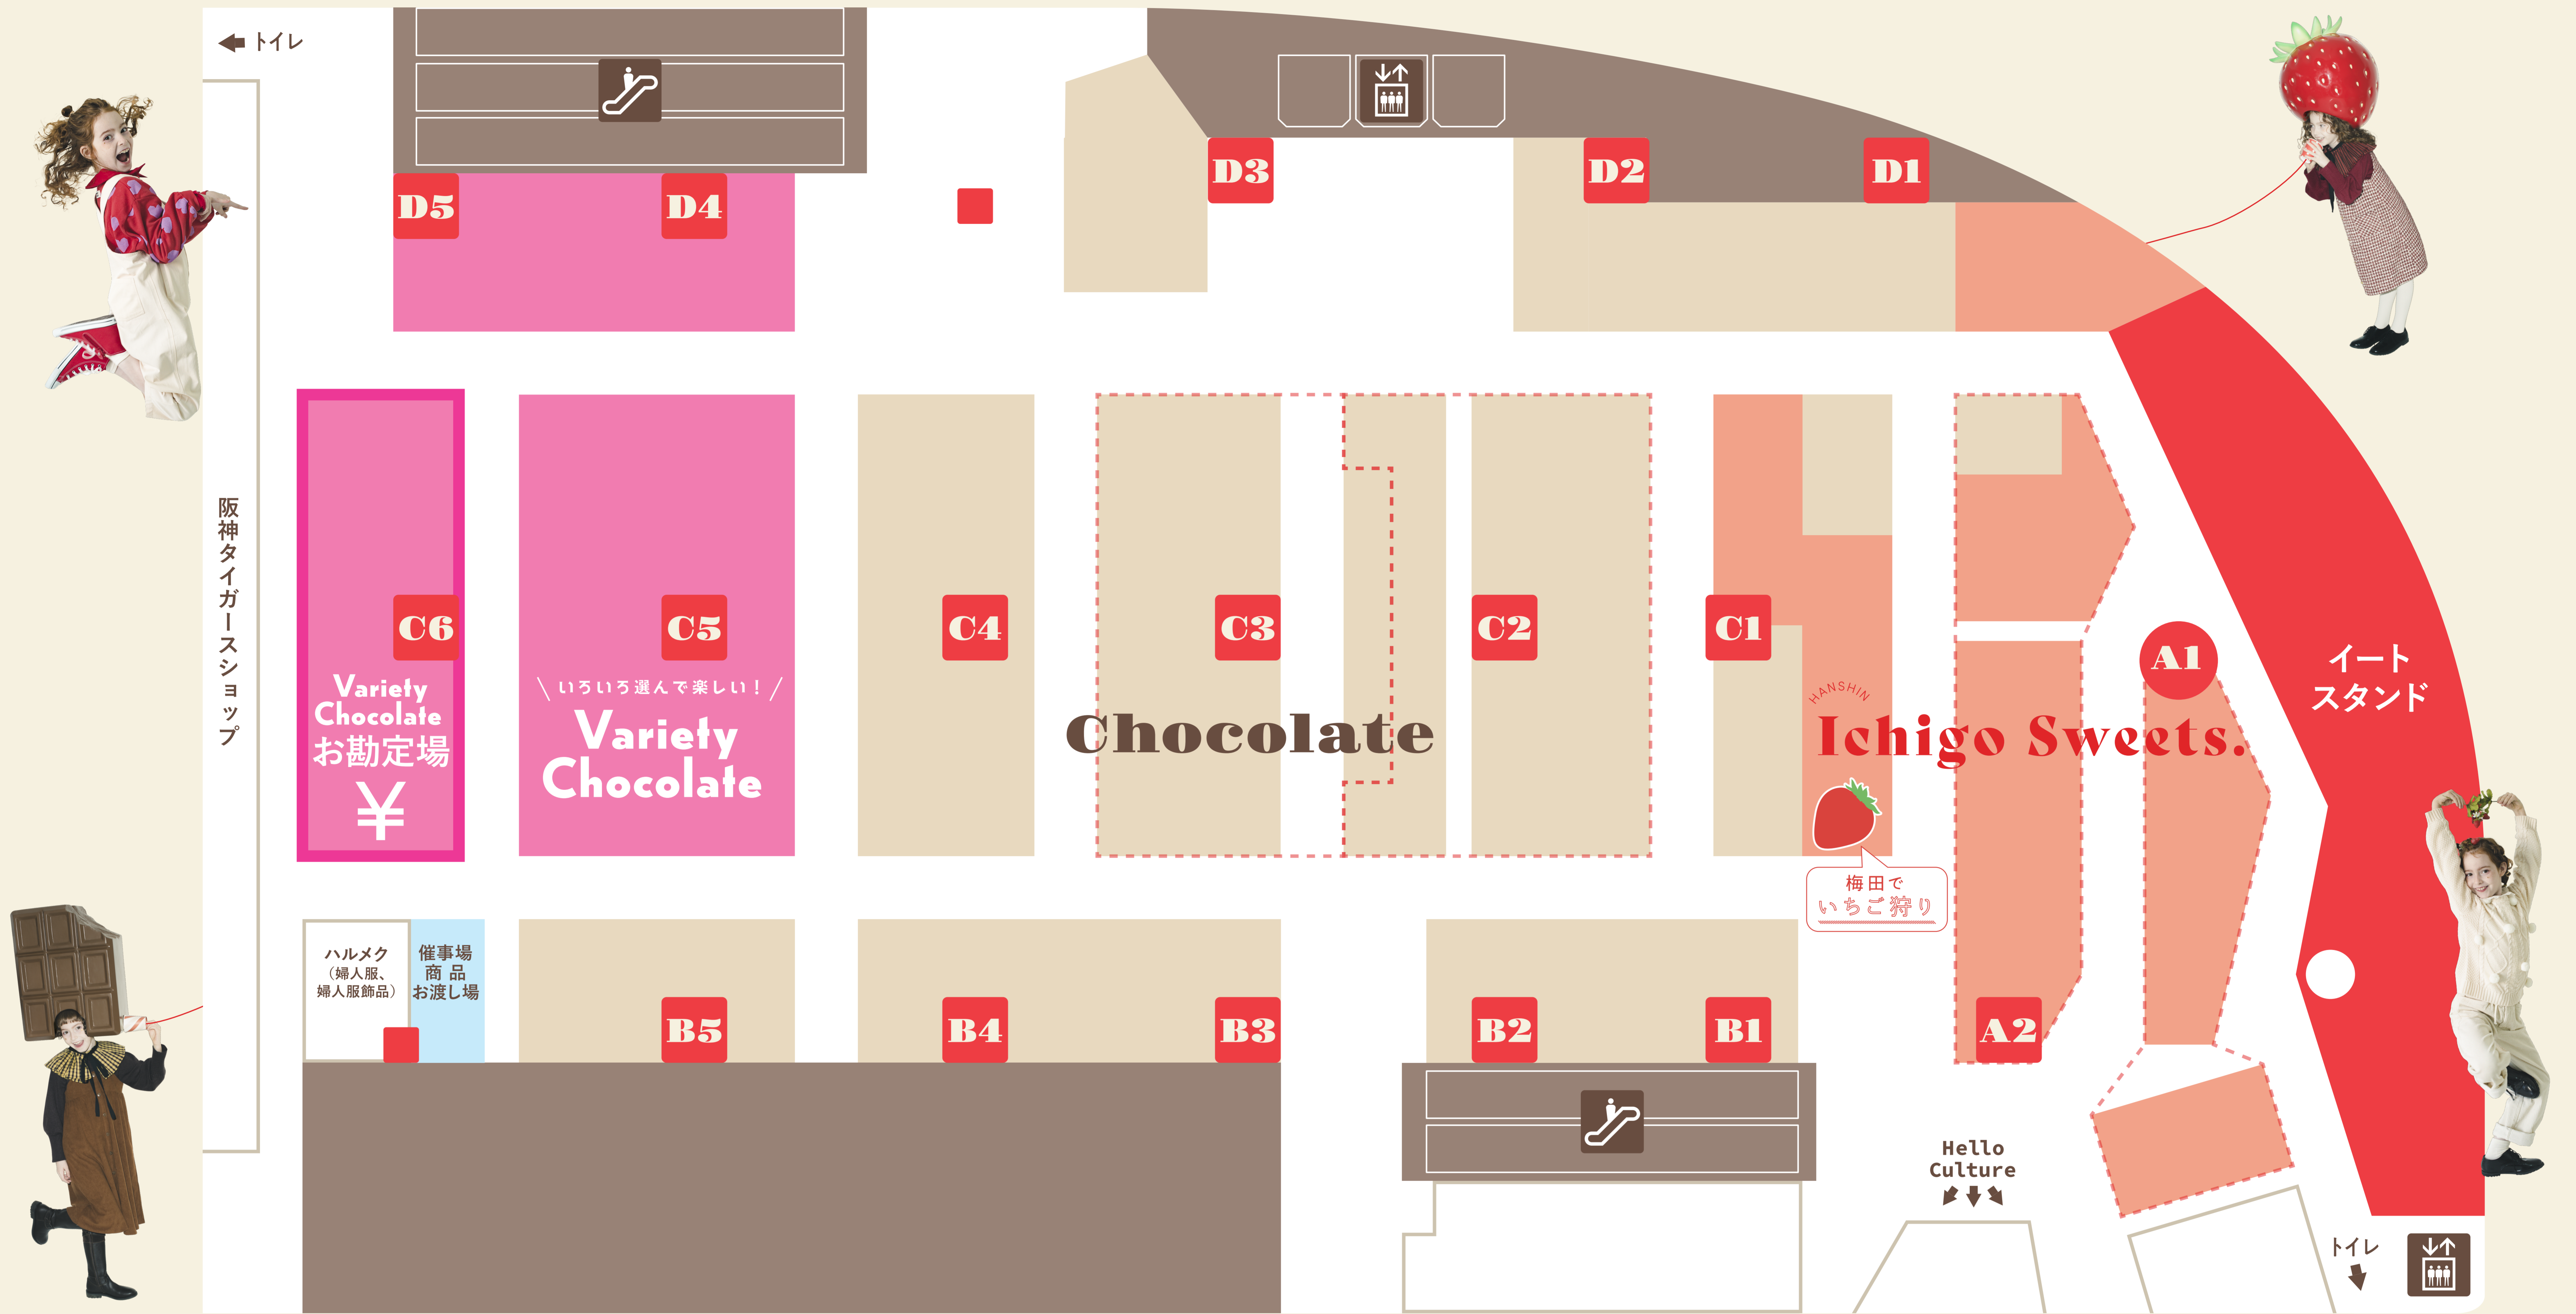 トイレ
D3
D2
D1
D5
D4
阪神タイガースショップ
C6
C5
C4
C3
C2
C1
A1
イート
スタンド
Variety
Chocolate
お勘定場
¥
\ いろいろ選んで楽しい! /
Variety
Chocolate
Chocolate
HANSHIN
Ichigo Sweets.
梅田で
いちご狩り
ハルメク
（婦人服、
婦人服飾品）
催事場
商品
お渡し場
B5
B4
B3
B2
B1
A2
Hello
Culture
トイレ